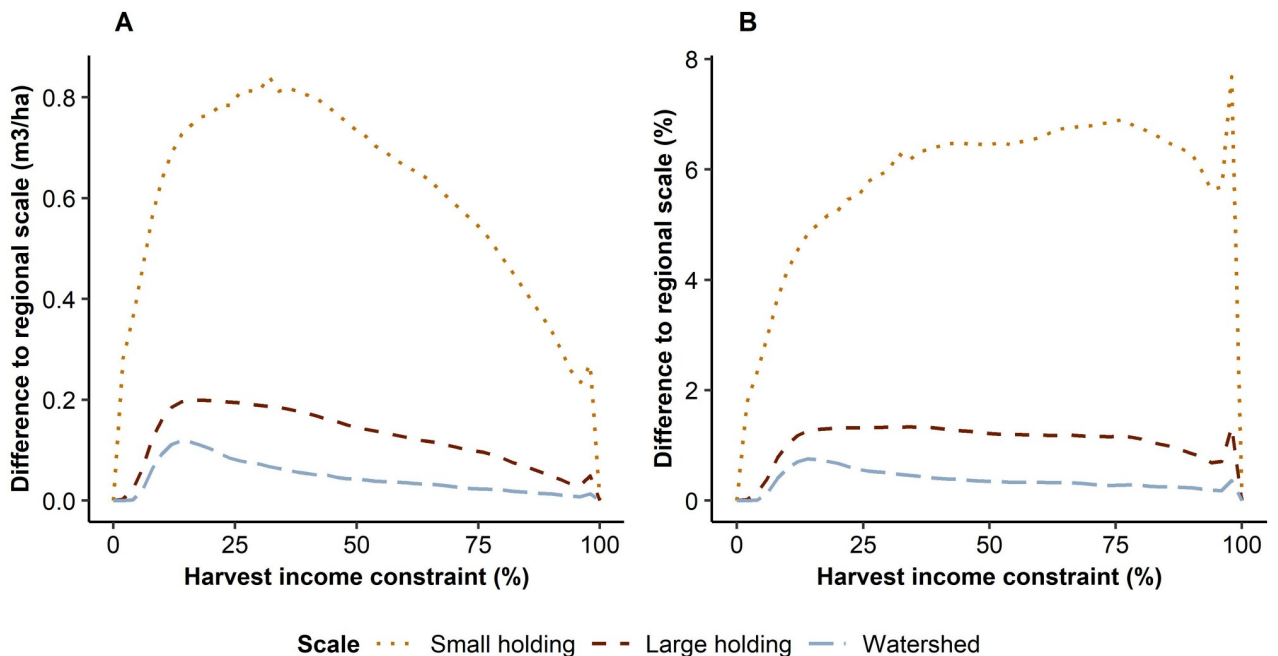 A
Difference to regional scale (m3/ha)
0.8
0.6
0.4
0.2
0.0
0 25 50 75 100
Harvest income constraint (%)
B
Difference to regional scale (%)
8
6
4
2
0
0 25 50 75 100
Harvest income constraint (%)
Scale Small holding Large holding Watershed